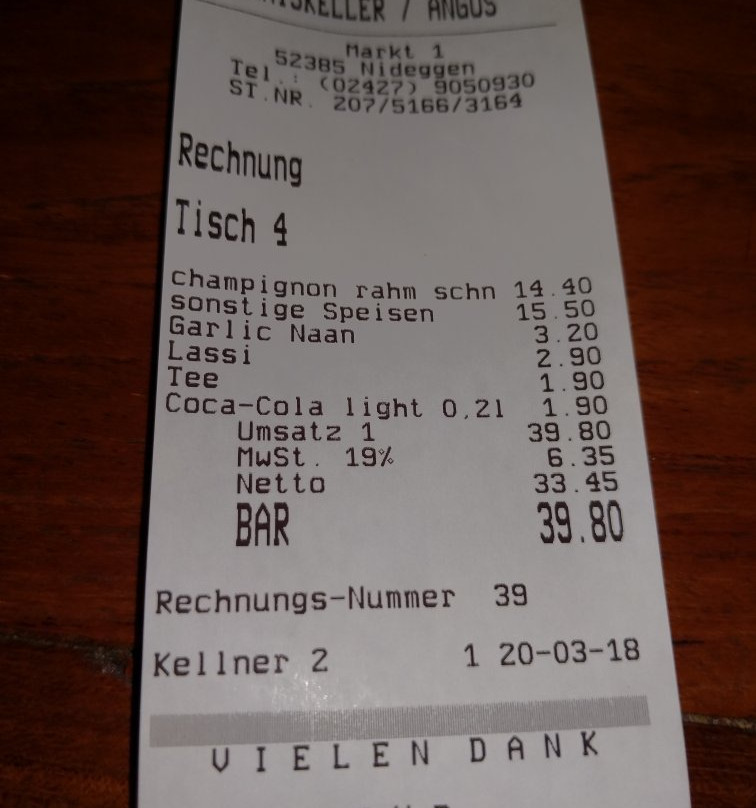 KELLER / ANGUS
Markt 1
52385 Nideggen
Tel.: (02427) 9050930
ST.NR. 207/5166/3164
Rechnung
Tisch 4
champignon rahm schn 14.40
sonstige Speisen 15.50
Garlic Naan 3.20
Lassi 2.90
Tee 1.90
Coca-Cola light 0,2l 1.90
Umsatz 1 39.80
MwSt. 19% 6.35
Netto 33.45
BAR 39.80
Rechnungs-Nummer 39
Kellner 2 1 20-03-18
VIELEN DANK